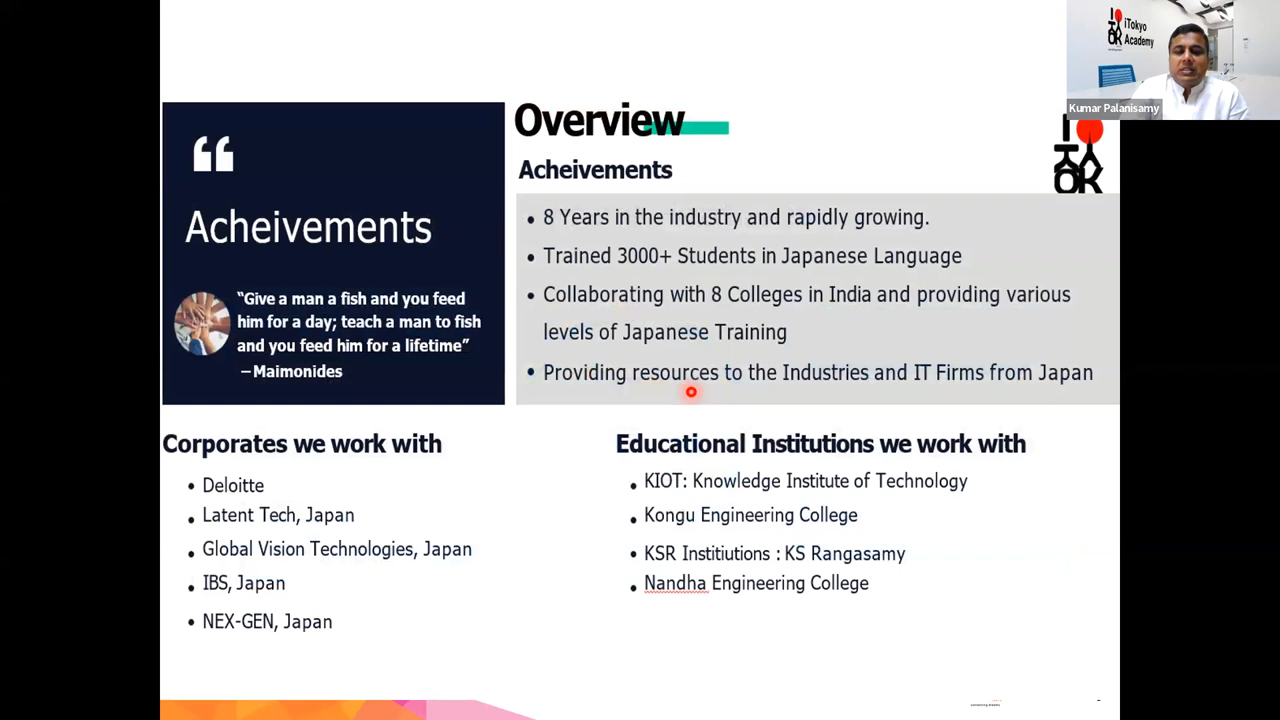 iTokyo
Academy
Kumar Palanisamy
Overview
Acheivements
“
Acheivements
“Give a man a fish and you feed
him for a day; teach a man to fish
and you feed him for a lifetime”
– Maimonides
• 8 Years in the industry and rapidly growing.
• Trained 3000+ Students in Japanese Language
• Collaborating with 8 Colleges in India and providing various
levels of Japanese Training
• Providing resources to the Industries and IT Firms from Japan
Corporates we work with
• Deloitte
• Latent Tech, Japan
• Global Vision Technologies, Japan
• IBS, Japan
• NEX-GEN, Japan
Educational Institutions we work with
• KIOT: Knowledge Institute of Technology
• Kongu Engineering College
• KSR Institiutions : KS Rangasamy
• Nandha Engineering College